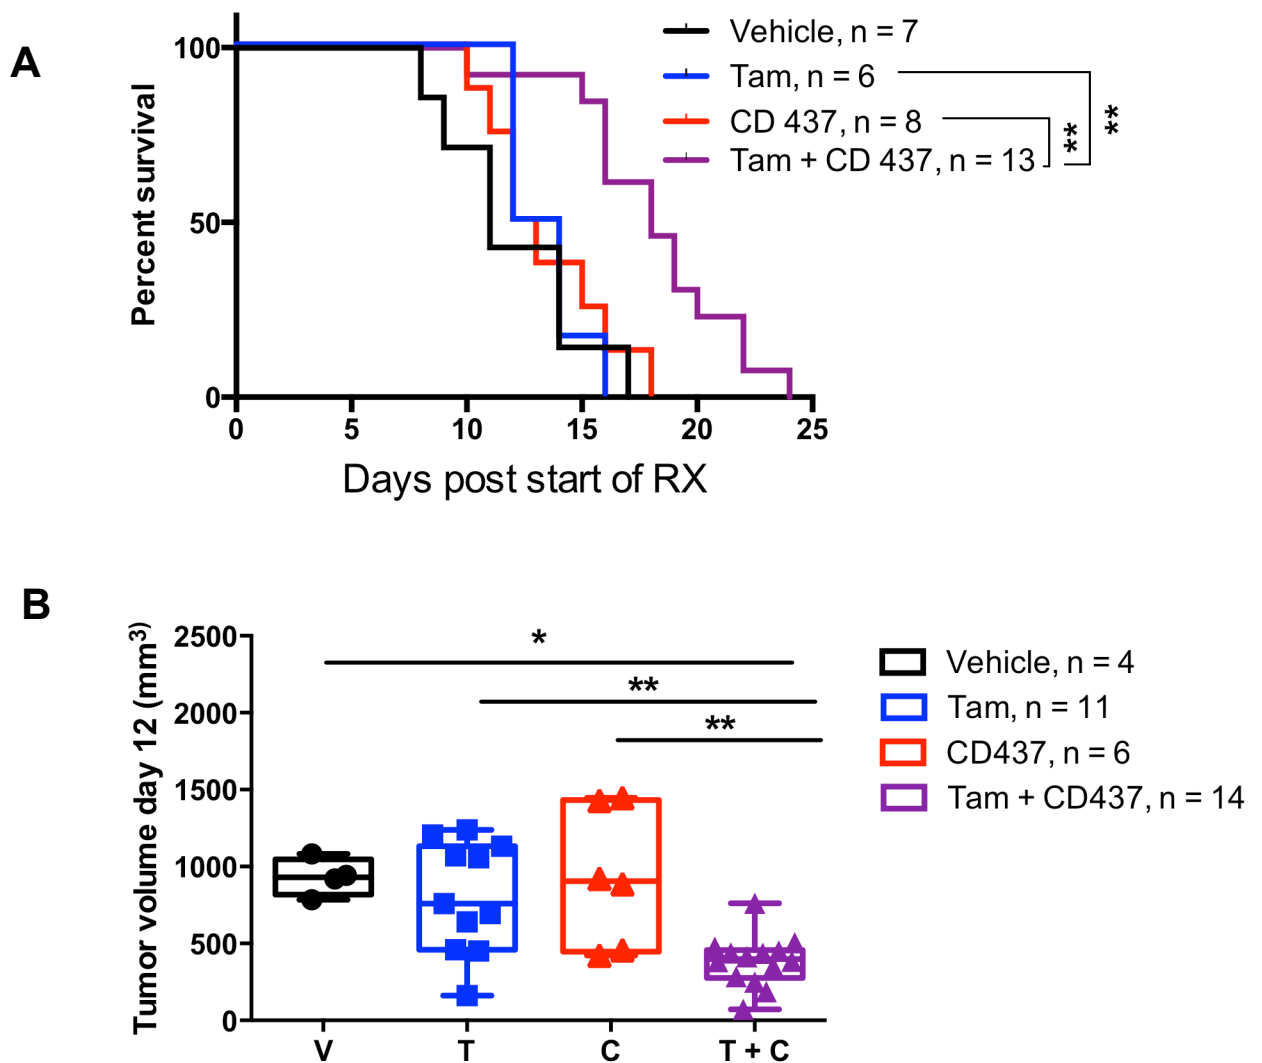 A
Percent survival
100
50
0
0 5 10 15 20 25
Days post start of RX
Vehicle, n = 7
Tam, n = 6
CD 437, n = 8
Tam + CD 437, n = 13
**
**
B
Tumor volume day 12 (mm³)
2500
2000
1500
1000
500
0
*
**
**
V T C T + C
Vehicle, n = 4
Tam, n = 11
CD437, n = 6
Tam + CD437, n = 14